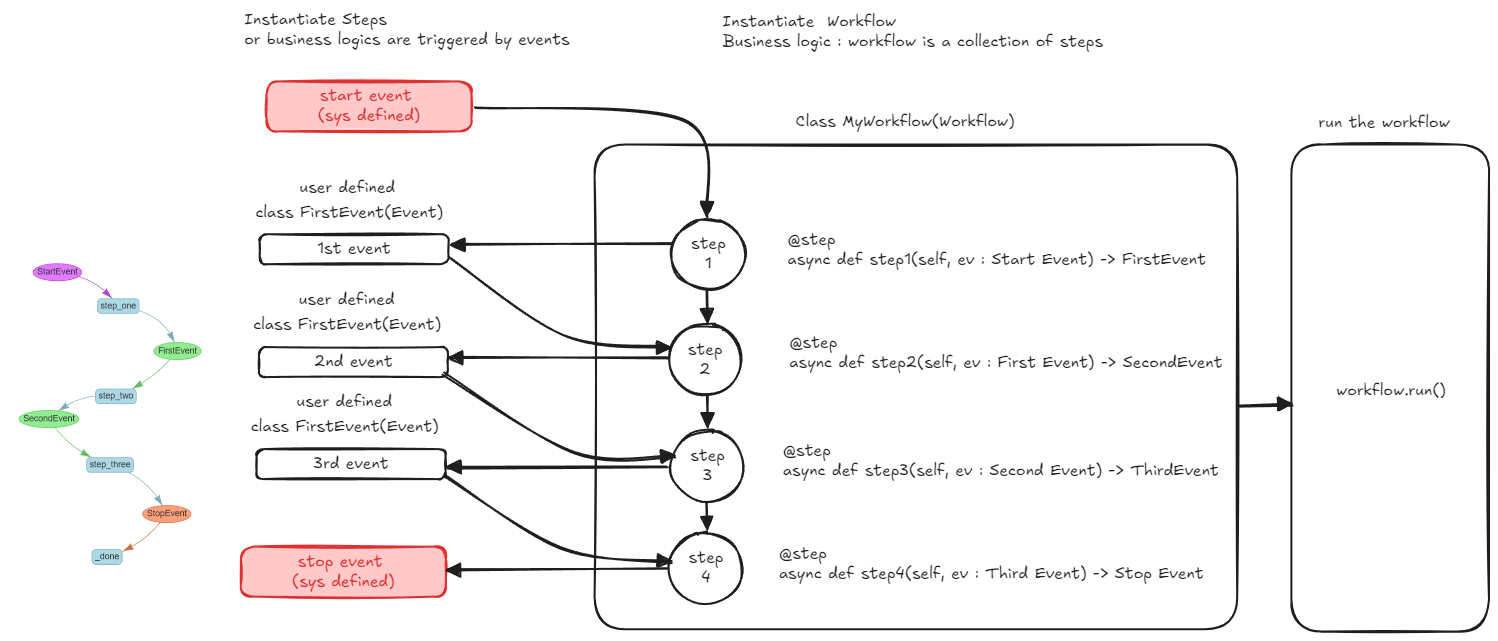 Instantiate Steps
or business logics are triggered by events
Instantiate Workflow
Business logic : workflow is a collection of steps
start event
(sys defined)
Class MyWorkflow(Workflow)
run the workflow
user defined
class FirstEvent(Event)
1st event
step
1
@step
async def step1(self, ev : Start Event) -> FirstEvent
StartEvent
step_one
FirstEvent
step_two
SecondEvent
step_three
StopEvent
_done
user defined
class FirstEvent(Event)
2nd event
step
2
@step
async def step2(self, ev : First Event) -> SecondEvent
workflow.run()
user defined
class FirstEvent(Event)
3rd event
step
3
@step
async def step3(self, ev : Second Event) -> ThirdEvent
stop event
(sys defined)
step
4
@step
async def step4(self, ev : Third Event) -> Stop Event